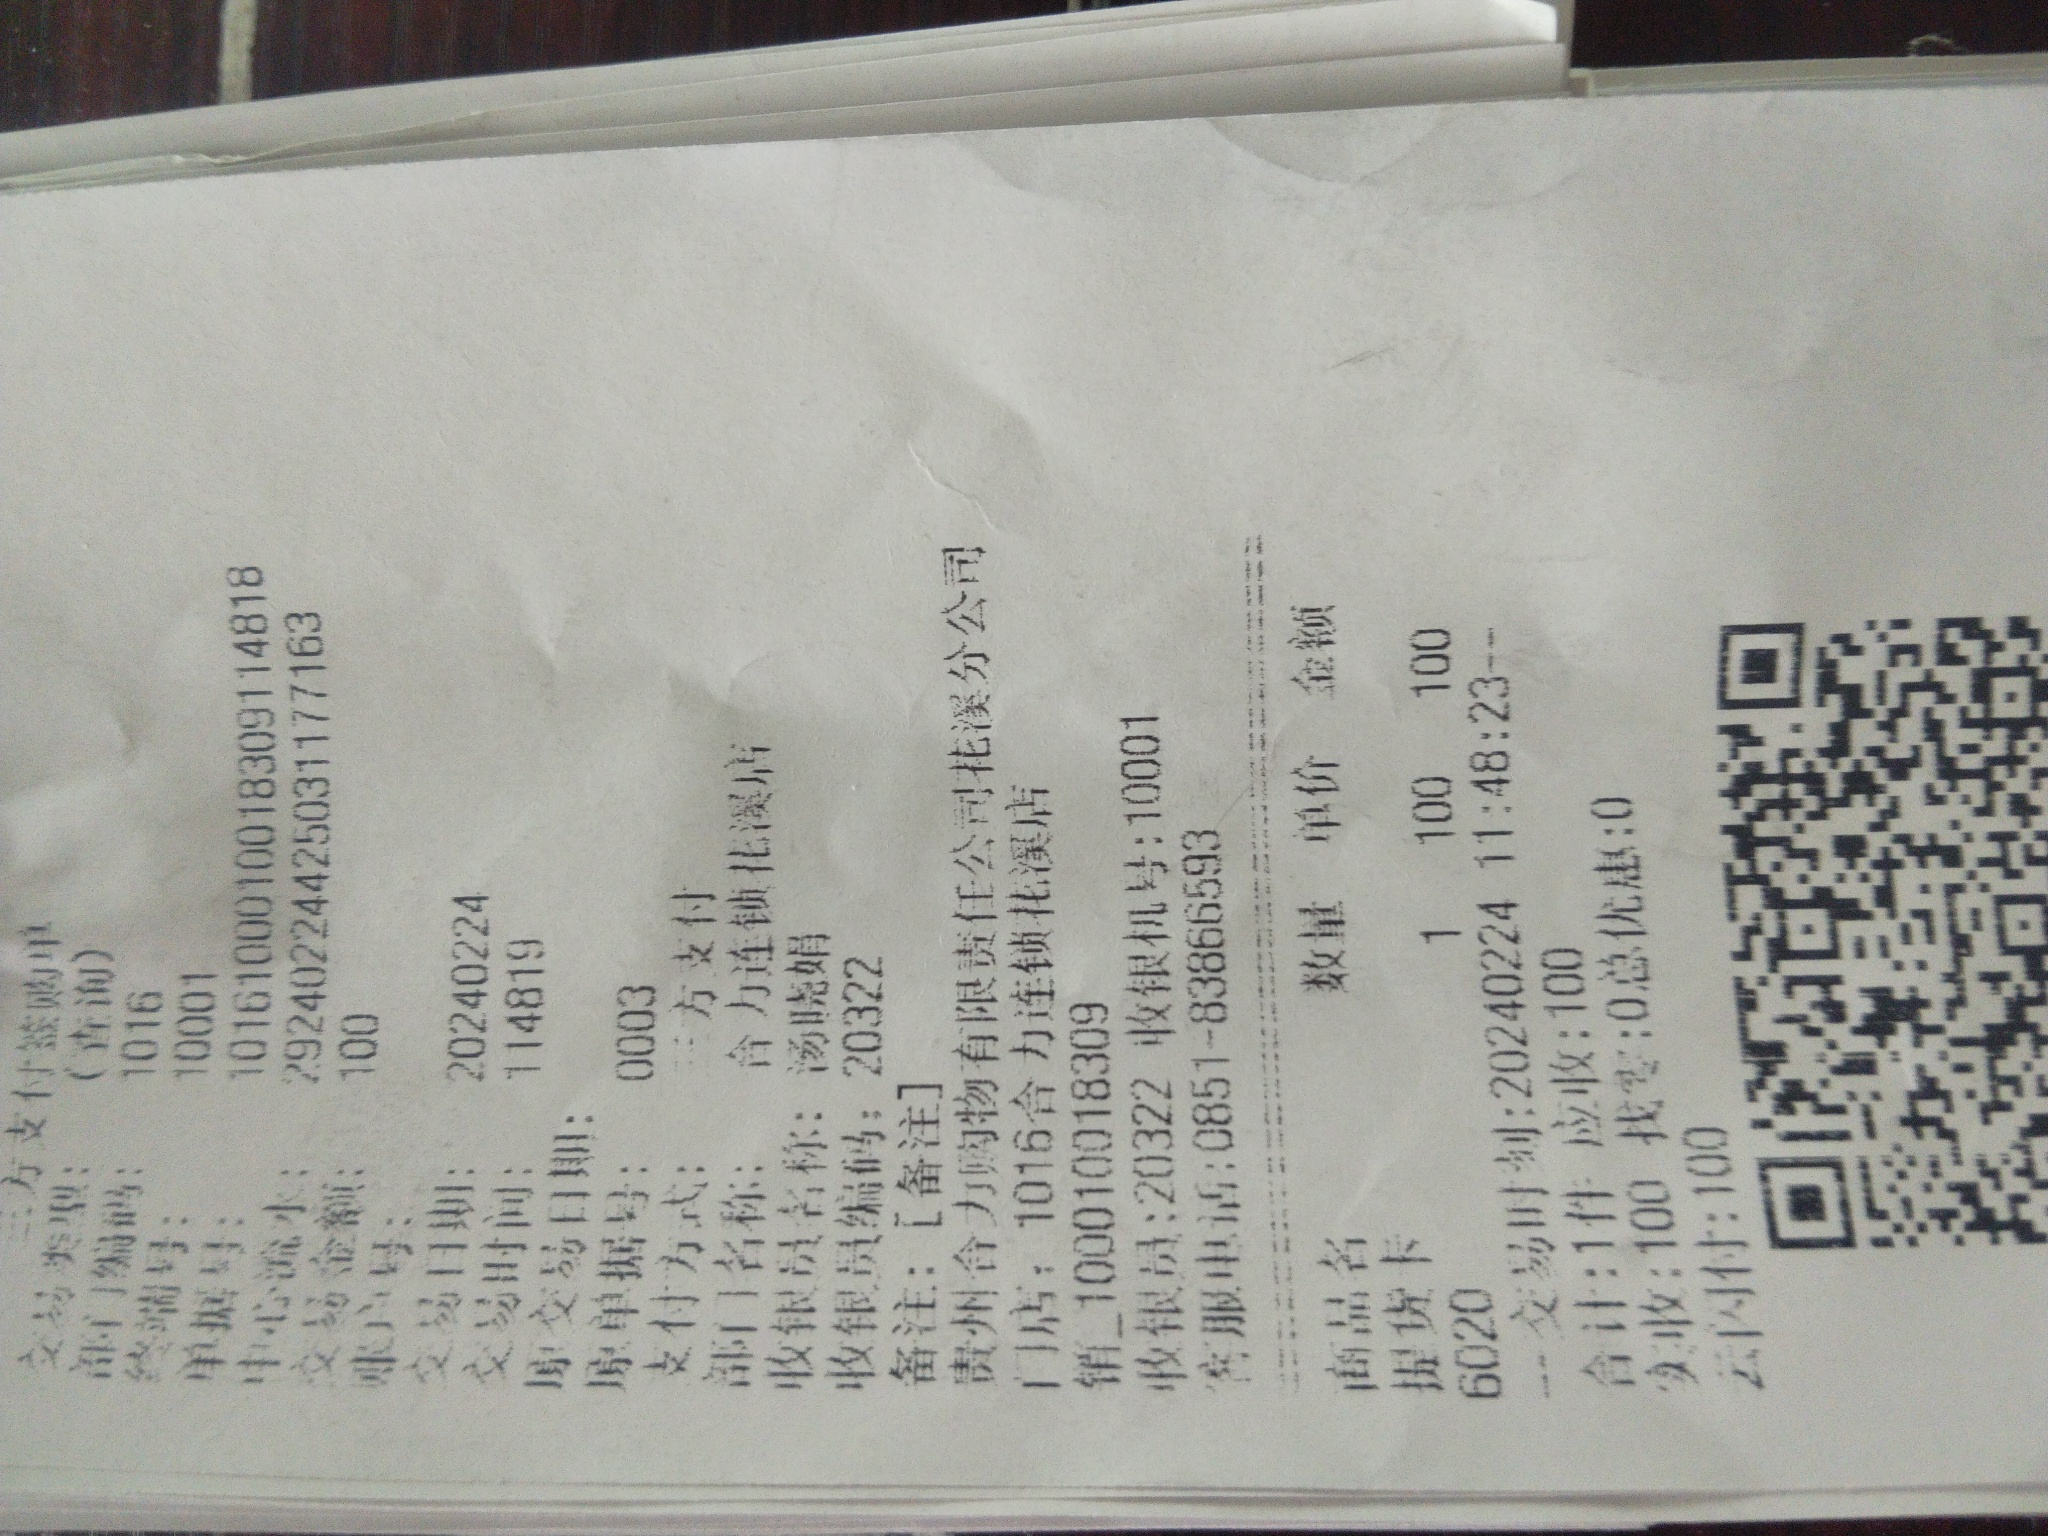 三方支付签购单
交易类型: (查询)
部门编码: 1016
终端号: 10001
单据号: 10161000100183091148​18
中心流水: 29240224425031177163
交易金额: 100
账户号:
交易日期: 20240224
交易时间: 114819
原交易日期:
原单据号: 0003
支付方式: 三方支付
部门名称: 合力连锁花溪店
收银员名称: 汤晓娟
收银员编码: 20322
备注: [备注]
贵州合力购物有限责任公司花溪分公司
门店: 1016合力连锁花溪店
销_1000100018309
收银员:20322 收银机号:10001
客服电话:0851-83866593
商品名 数量 单价 金额
提货卡
6020 1 100 100
--交易时刻:20240224 11:48:23--
合计:1件 应收:100
实收:100 找零:0总优惠:0
云闪付:100